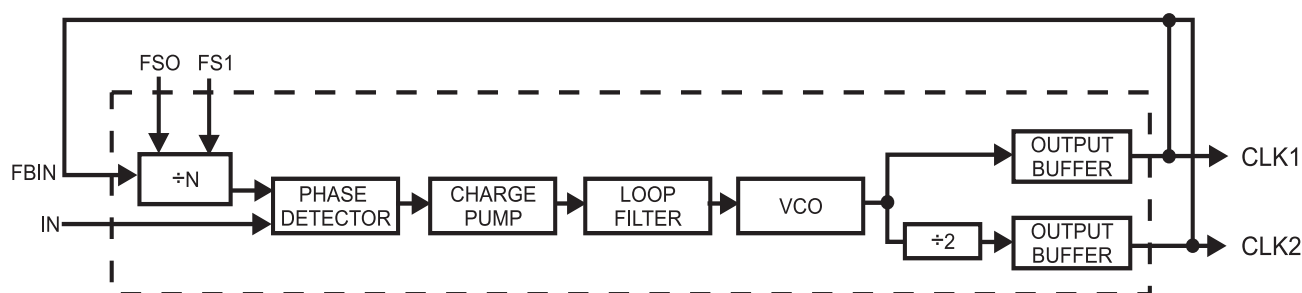 FSO FS1
FBIN
÷N
IN
PHASE
DETECTOR
CHARGE
PUMP
LOOP
FILTER
VCO
÷2
OUTPUT
BUFFER
CLK1
OUTPUT
BUFFER
CLK2